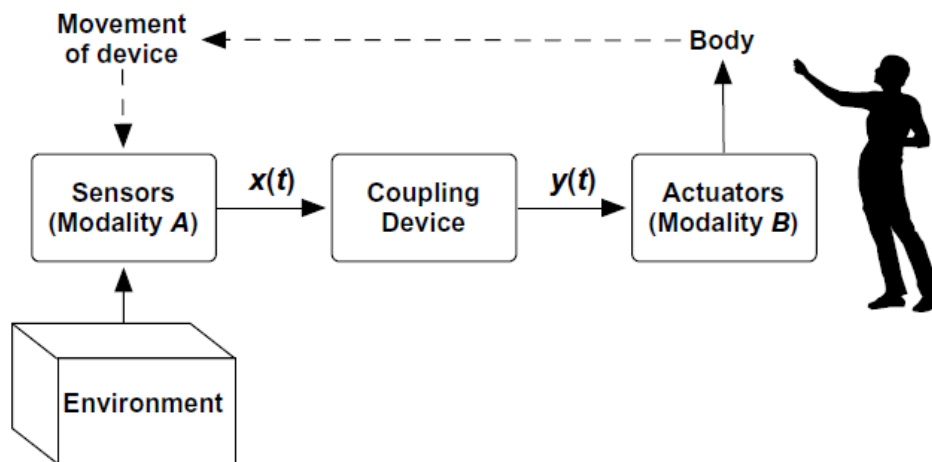 Movement
of device
Body
Sensors
(Modality A)
x(t)
Coupling
Device
y(t)
Actuators
(Modality B)
Environment